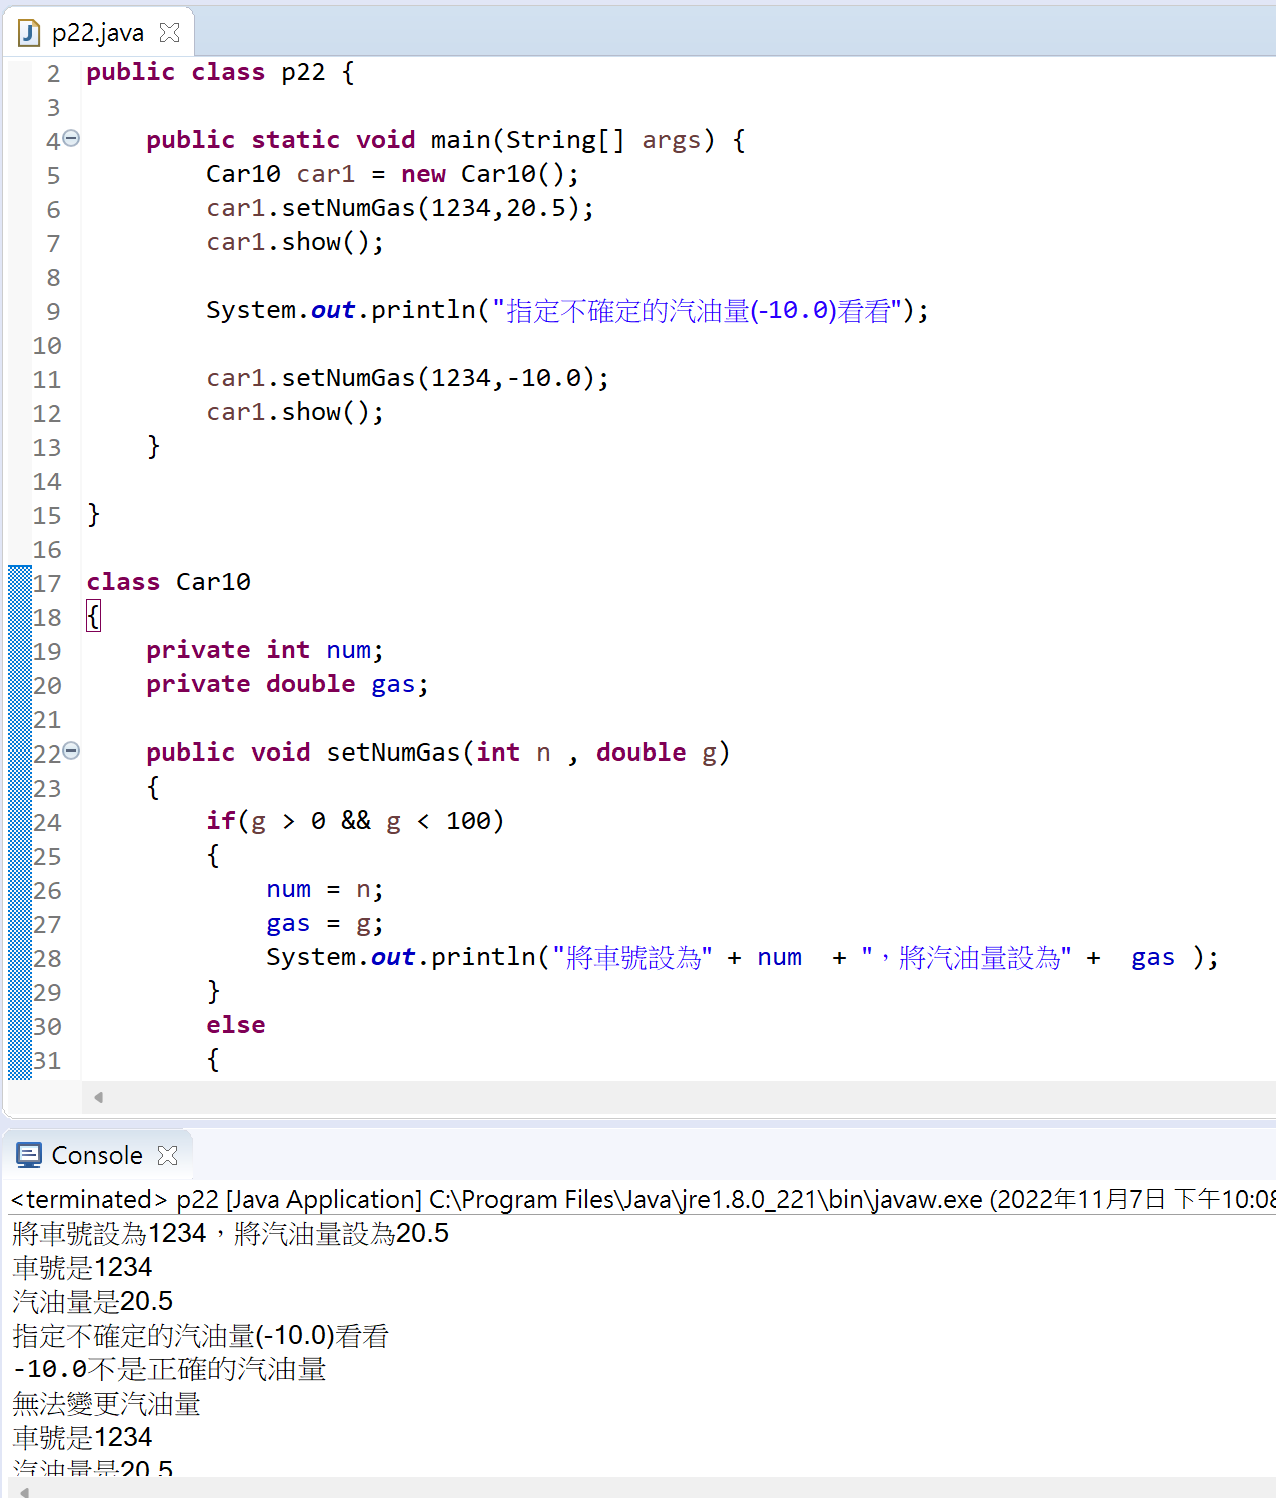 p22.java
2 public class p22 {
3
4 public static void main(String[] args) {
5 Car10 car1 = new Car10();
6 car1.setNumGas(1234,20.5);
7 car1.show();
8
9 System.out.println("指定不確定的汽油量(-10.0)看看");
10
11 car1.setNumGas(1234,-10.0);
12 car1.show();
13 }
14
15 }
16
17 class Car10
18 {
19 private int num;
20 private double gas;
21
22 public void setNumGas(int n , double g)
23 {
24 if(g > 0 && g < 100)
25 {
26 num = n;
27 gas = g;
28 System.out.println("將車號設為" + num  + "，將汽油量設為" +  gas );
29 }
30 else
31 {
Console
<terminated> p22 [Java Application] C:\Program Files\Java\jre1.8.0_221\bin\javaw.exe (2022年11月7日 下午10:08
將車號設為1234，將汽油量設為20.5
車號是1234
汽油量是20.5
指定不確定的汽油量(-10.0)看看
-10.0不是正確的汽油量
無法變更汽油量
車號是1234
汽油量是20.5